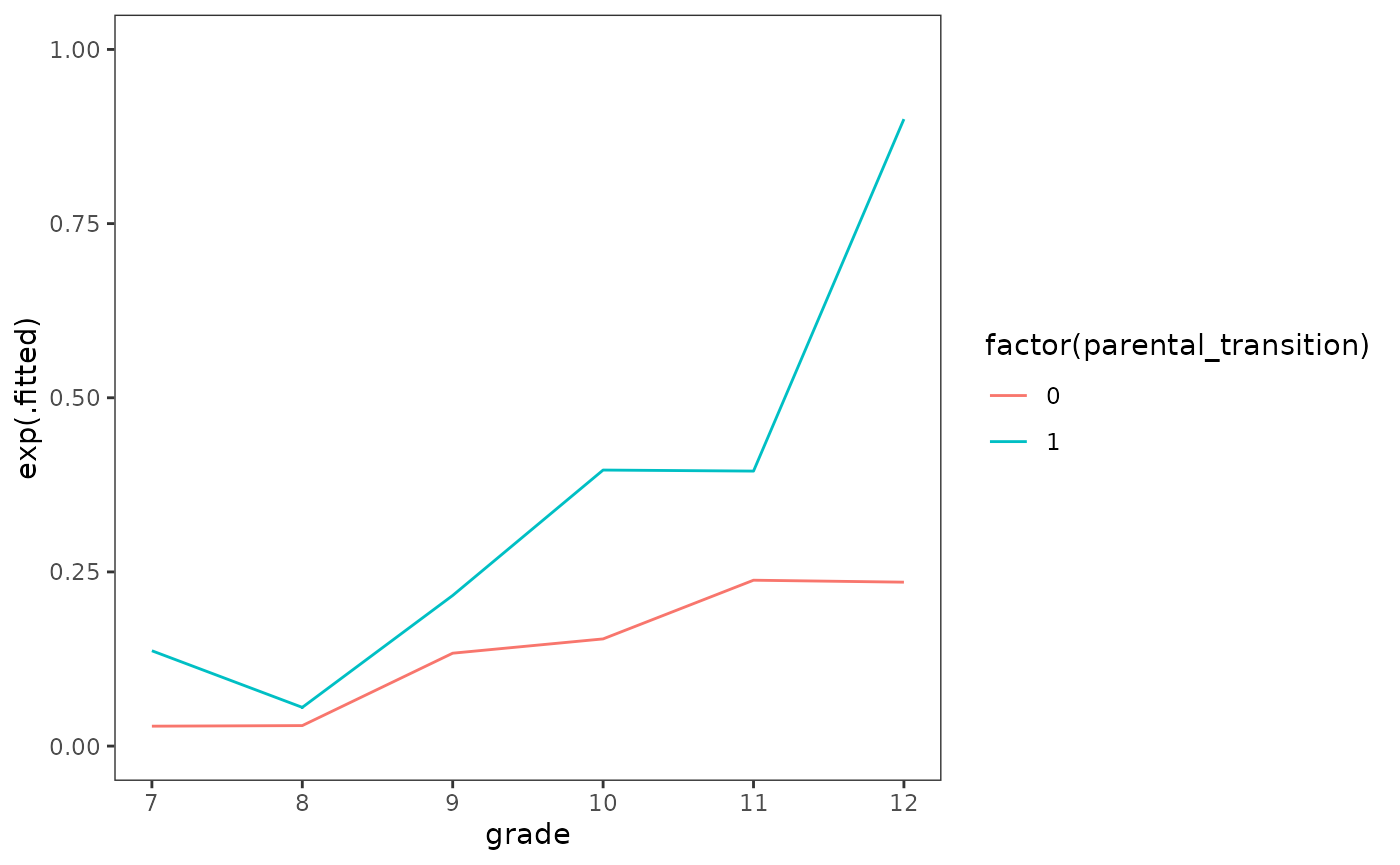 exp(.fitted)
1.00
0.75
0.50
0.25
0.00
7 8 9 10 11 12
grade
factor(parental_transition)
0
1